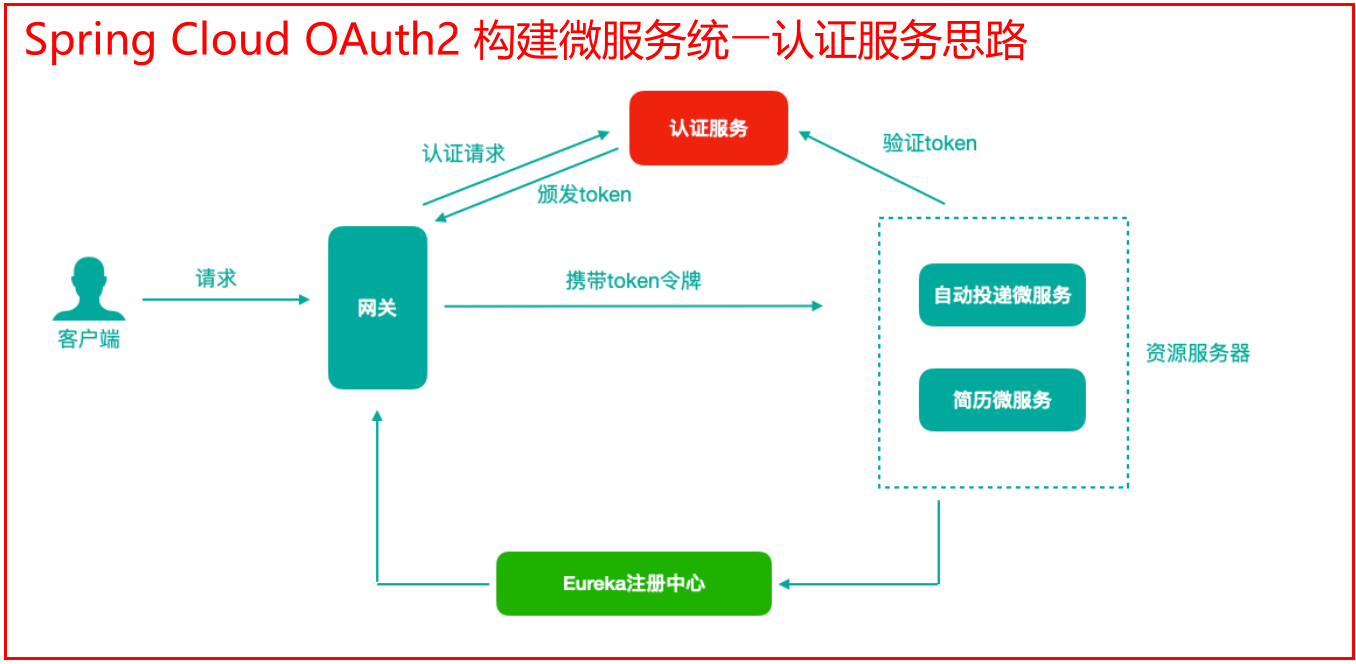 Spring Cloud OAuth2 构建微服务统一认证服务思路
认证服务
认证请求
验证token
颁发token
请求
网关
携带token令牌
自动投递微服务
客户端
资源服务器
简历微服务
Eureka注册中心